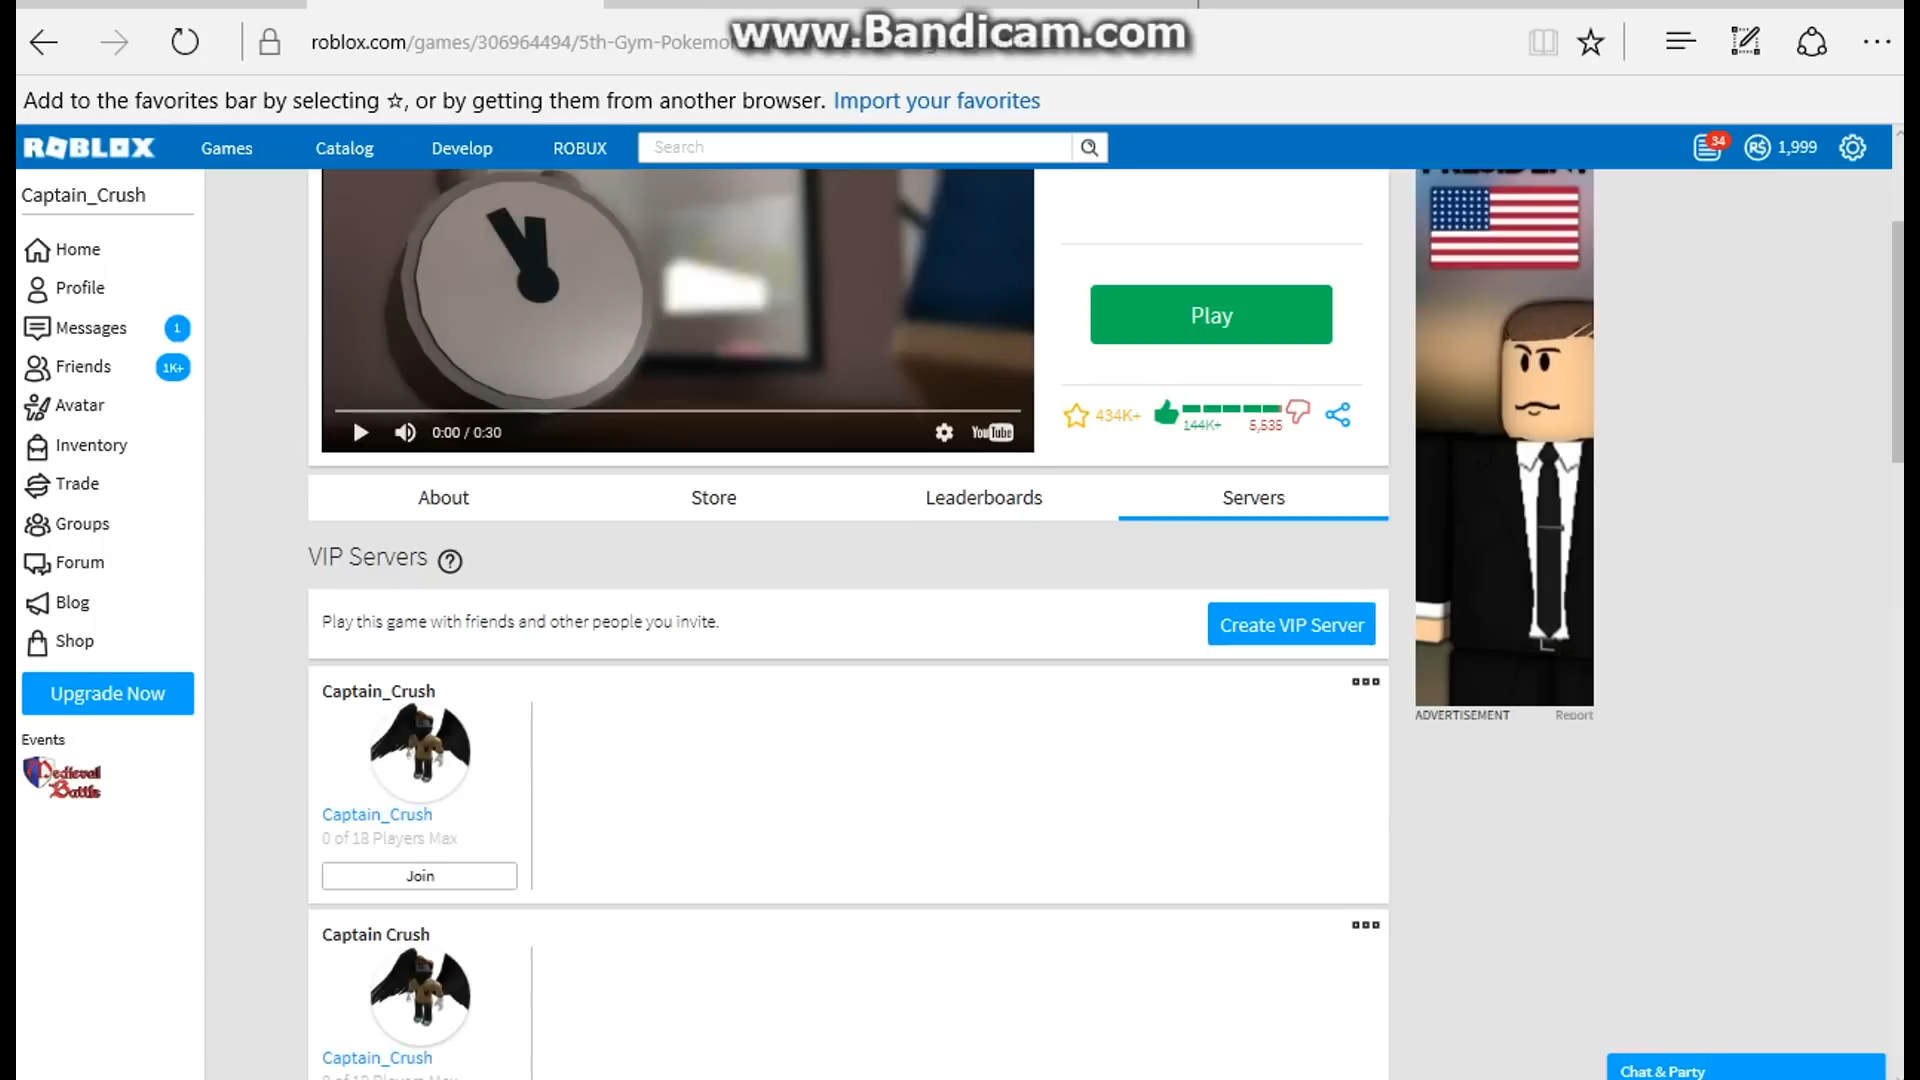 www.Bandicam.com
roblox.com/games/306964494/5th-Gym-Pokemon
Add to the favorites bar by selecting ☆, or by getting them from another browser. Import your favorites
ROBLOX
Games
Catalog
Develop
ROBUX
Search
34
R$ 1,999
Captain_Crush
Home
Profile
Messages 1
Friends 1K+
Avatar
Inventory
Trade
Groups
Forum
Blog
Shop
Upgrade Now
Events
Medieval
Battle
0:00 / 0:30
YouTube
Play
434K+
144K+
5,535
About
Store
Leaderboards
Servers
VIP Servers ?
Play this game with friends and other people you invite.
Create VIP Server
Captain_Crush
Captain_Crush
0 of 18 Players Max
Join
Captain Crush
Captain_Crush
PRESIDENT
ADVERTISEMENT
Report
Chat & Party